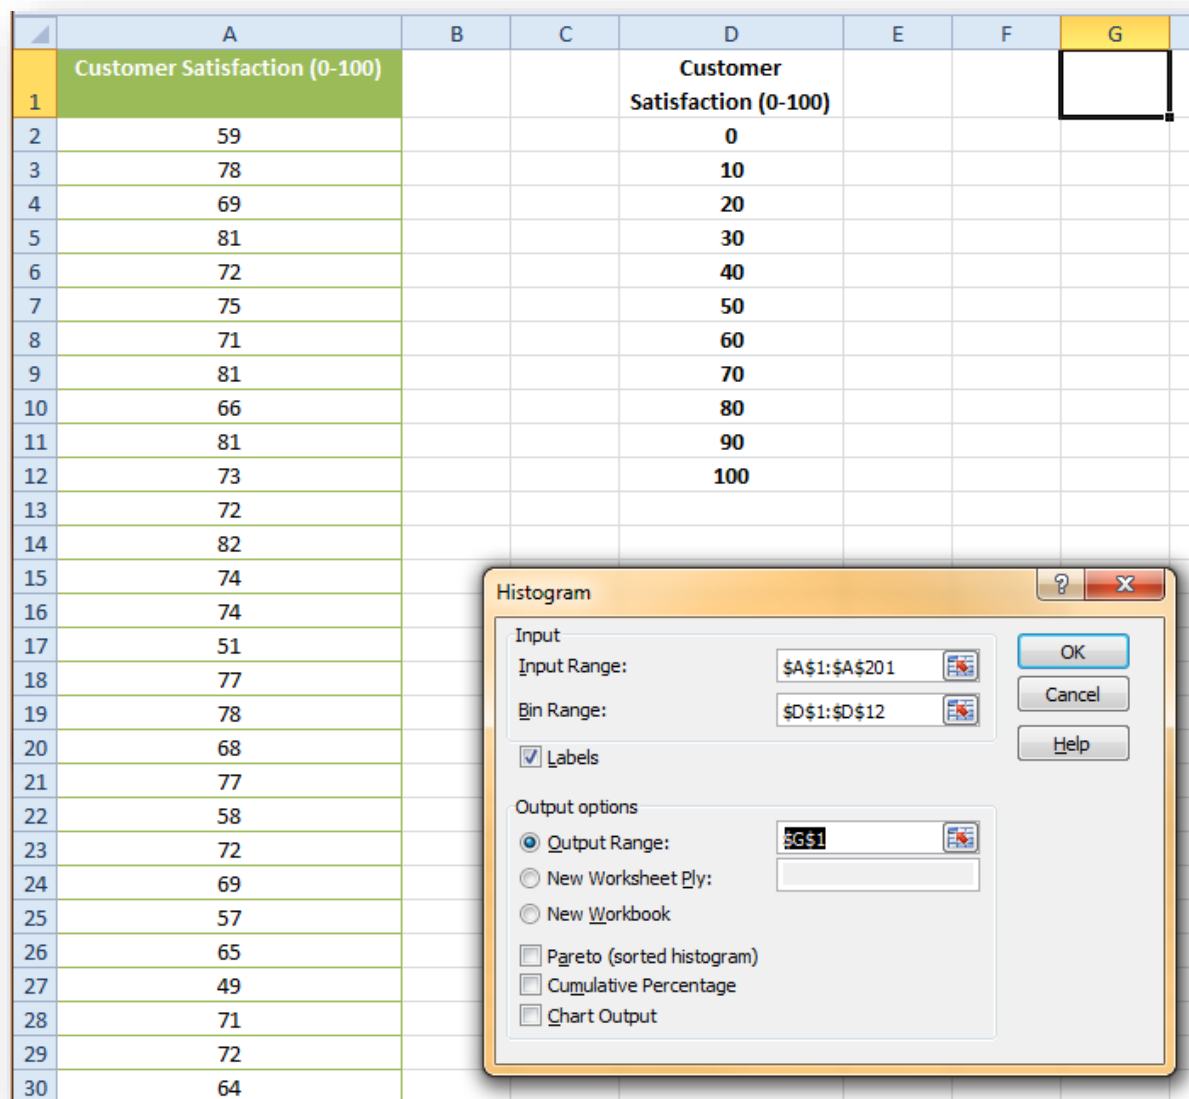 A B C D E F G
1 Customer Satisfaction (0-100) Customer
Satisfaction (0-100)
2 59 0
3 78 10
4 69 20
5 81 30
6 72 40
7 75 50
8 71 60
9 81 70
10 66 80
11 81 90
12 73 100
13 72
14 82
15 74
16 74
17 51
18 77
19 78
20 68
21 77
22 58
23 72
24 69
25 57
26 65
27 49
28 71
29 72
30 64
Histogram
Input
Input Range: $A$1:$A$201
Bin Range: $D$1:$D$12
Labels
Output options
Output Range: $G$1
New Worksheet Ply:
New Workbook
Pareto (sorted histogram)
Cumulative Percentage
Chart Output
? X
OK
Cancel
Help